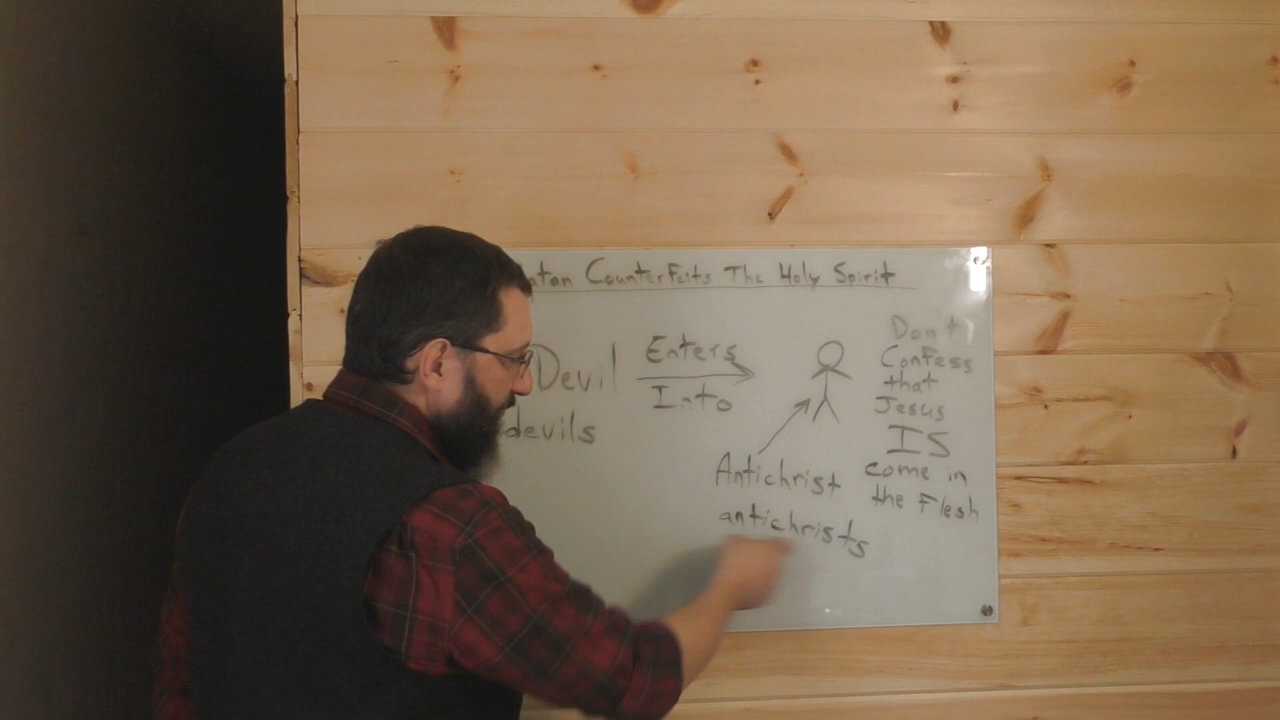 atan Counterfeits The Holy Spirit
Devil
devils
Enters
Into
Antichrist
antichrists
Don't
Confess
that
Jesus
IS
come in
the Flesh